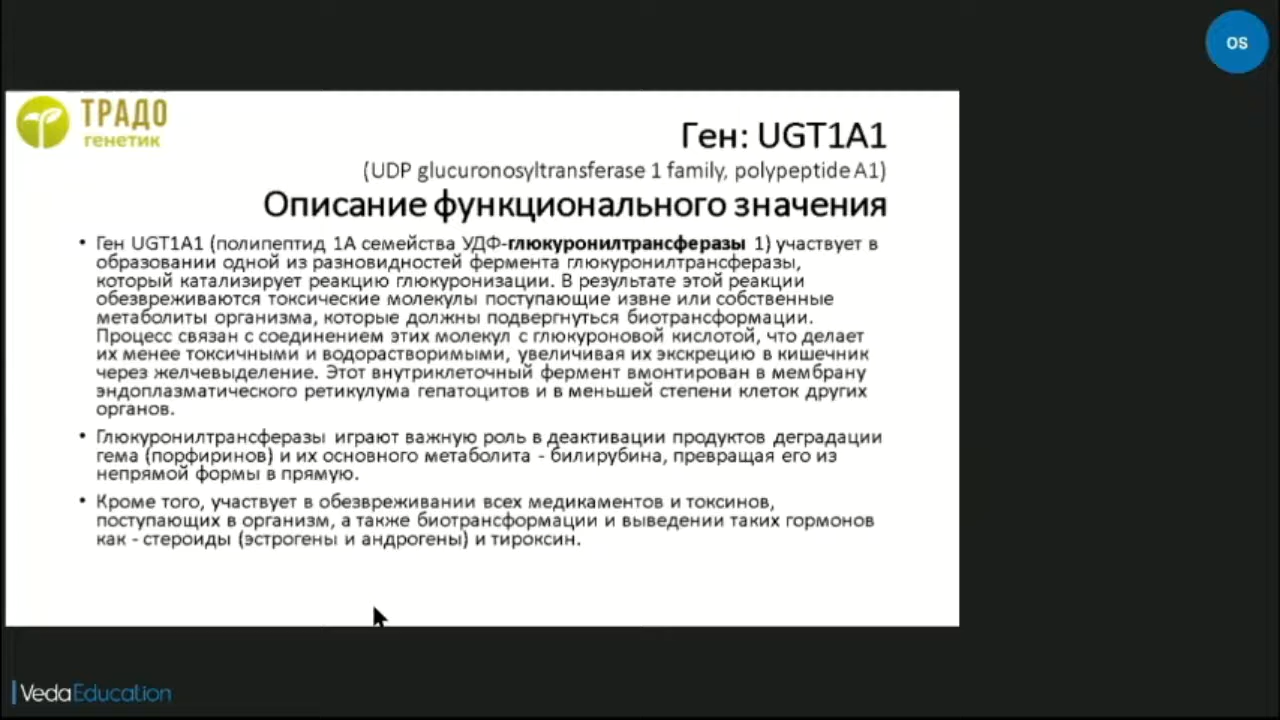 OS
ТРАДО
генетик
Ген: UGT1A1
(UDP glucuronosyltransferase 1 family, polypeptide A1)
Описание функционального значения
• Ген UGT1A1 (полипептид 1А семейства УДФ-глюкуронилтрансферазы 1) участвует в
образовании одной из разновидностей фермента глюкуронилтрансферазы,
который катализирует реакцию глюкуронизации. В результате этой реакции
обезвреживаются токсические молекулы поступающие извне или собственные
метаболиты организма, которые должны подвергнуться биотрансформации.
Процесс связан с соединением этих молекул с глюкуроновой кислотой, что делает
их менее токсичными и водорастворимыми, увеличивая их экскрецию в кишечник
через желчевыделение. Этот внутриклеточный фермент вмонтирован в мембрану
эндоплазматического ретикулума гепатоцитов и в меньшей степени клеток других
органов.
• Глюкуронилтрансферазы играют важную роль в деактивации продуктов деградации
гема (порфиринов) и их основного метаболита - билирубина, превращая его из
непрямой формы в прямую.
• Кроме того, участвует в обезвреживании всех медикаментов и токсинов,
поступающих в организм, а также биотрансформации и выведении таких гормонов
как - стероиды (эстрогены и андрогены) и тироксин.
VedaEducation